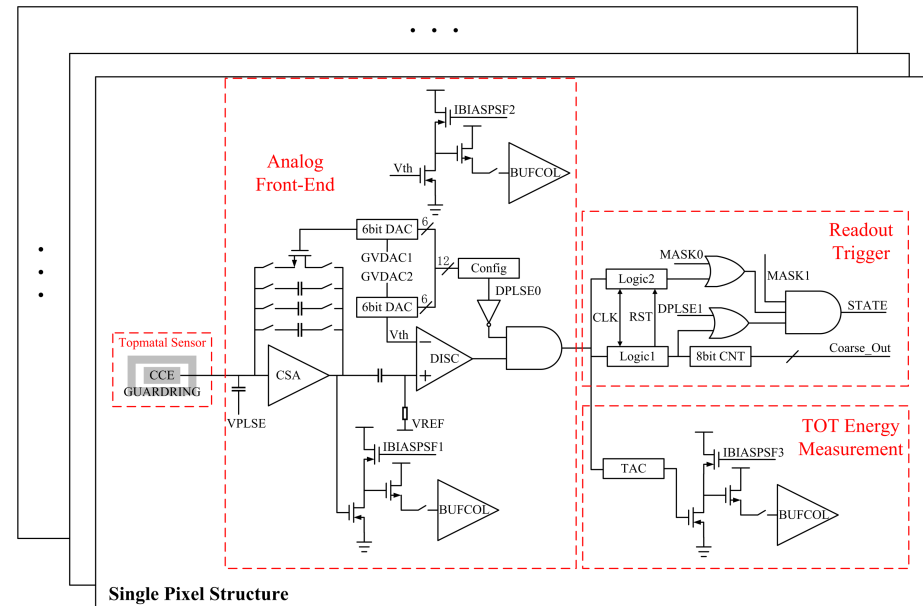 IBIASPSF2
Analog
Front-End
Vth
BUFCOL
6bit DAC
6
GVDAC1
GVDAC2
12
Config
6bit DAC
6
DPLSE0
Vth
DISC
Topmatal Sensor
CCE
GUARDRING
CSA
VPLSE
VREF
IBIASPSF1
BUFCOL
Readout
Trigger
MASK0
MASK1
Logic2
CLK
RST
DPLSE1
STATE
Logic1
8bit CNT
Coarse_Out
TOT Energy
Measurement
TAC
IBIASPSF3
BUFCOL
Single Pixel Structure